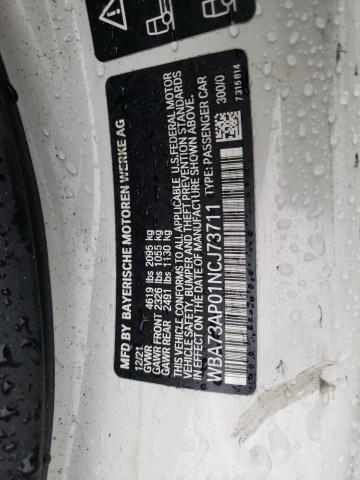 MFD BY BAYERISCHE MOTOREN WERKE AG
12/21
GVWR 4619 lbs 2095 kg
GAWR FRONT 2326 lbs 1055 kg
GAWR REAR 2491 lbs 1130 kg
THIS VEHICLE CONFORMS TO ALL APPLICABLE U.S.FEDERAL MOTOR
VEHICLE SAFETY, BUMPER AND THEFT PREVENTION STANDARDS
IN EFFECT ON THE DATE OF MANUFACTURE SHOWN ABOVE.
WBA73AP01NCJ73711 TYPE: PASSENGER CAR
300/0
7 316 814